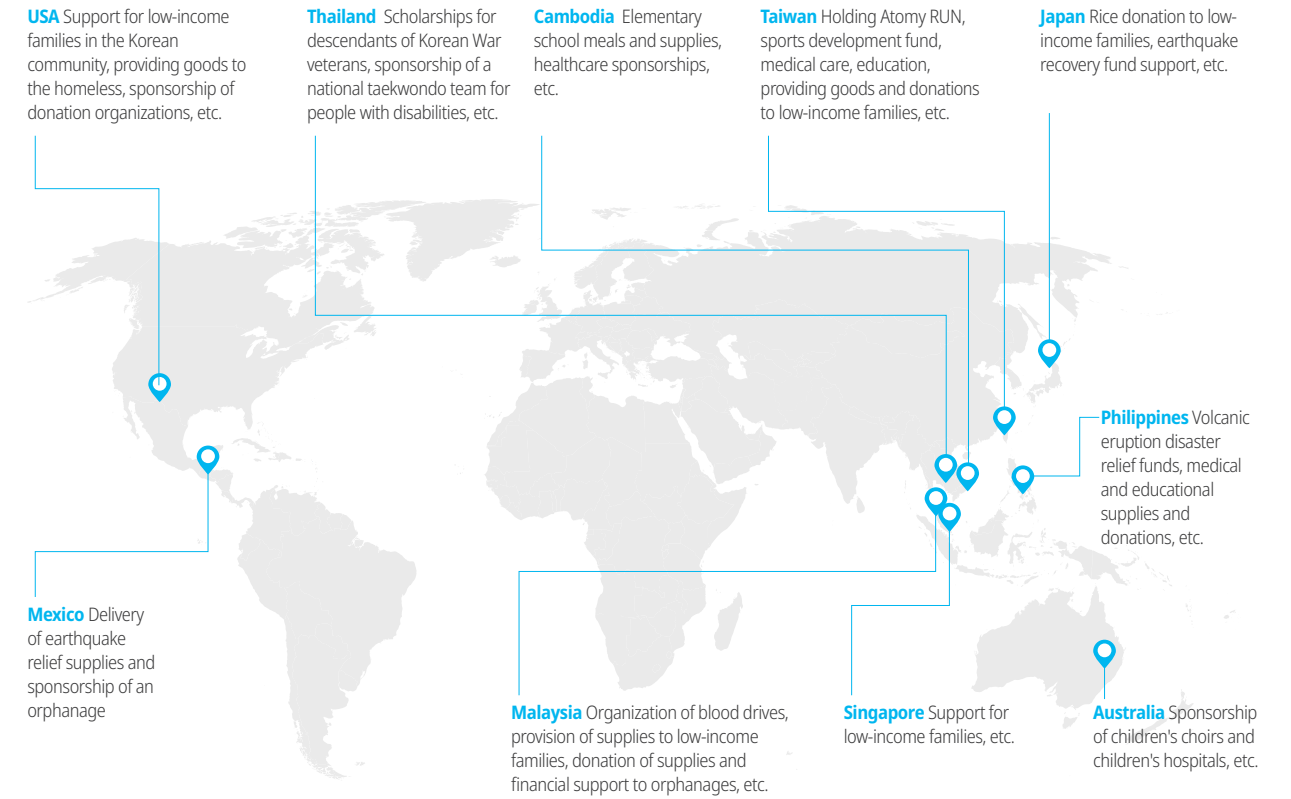 USA Support for low-income
families in the Korean
community, providing goods to
the homeless, sponsorship of
donation organizations, etc.
Thailand Scholarships for
descendants of Korean War
veterans, sponsorship of a
national taekwondo team for
people with disabilities, etc.
Cambodia Elementary
school meals and supplies,
healthcare sponsorships,
etc.
Taiwan Holding Atomy RUN,
sports development fund,
medical care, education,
providing goods and donations
to low-income families, etc.
Japan Rice donation to low-
income families, earthquake
recovery fund support, etc.
Philippines Volcanic
eruption disaster
relief funds, medical
and educational
supplies and
donations, etc.
Mexico Delivery
of earthquake
relief supplies and
sponsorship of an
orphanage
Malaysia Organization of blood drives,
provision of supplies to low-income
families, donation of supplies and
financial support to orphanages, etc.
Singapore Support for
low-income families, etc.
Australia Sponsorship
of children's choirs and
children's hospitals, etc.